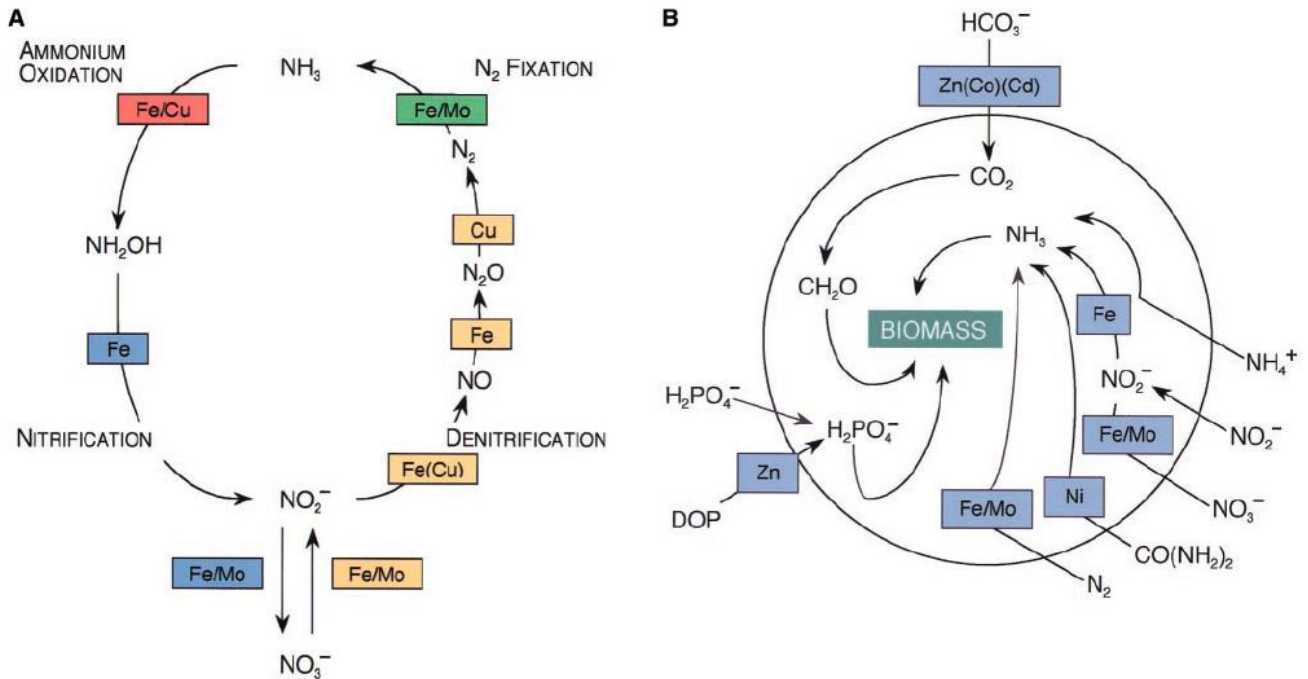 A
AMMONIUM
OXIDATION
NH₃
N₂ FIXATION
Fe/Cu
Fe/Mo
N₂
NH₂OH
Cu
N₂O
Fe
Fe
NO
NITRIFICATION
DENITRIFICATION
Fe(Cu)
NO₂⁻
Fe/Mo
Fe/Mo
NO₃⁻
B
HCO₃⁻
Zn(Co)(Cd)
CO₂
NH₃
CH₂O
BIOMASS
Fe
NH₄⁺
NO₂⁻
H₂PO₄⁻
H₂PO₄⁻
Fe/Mo
NO₂⁻
Zn
DOP
Fe/Mo
Ni
NO₃⁻
CO(NH₂)₂
N₂